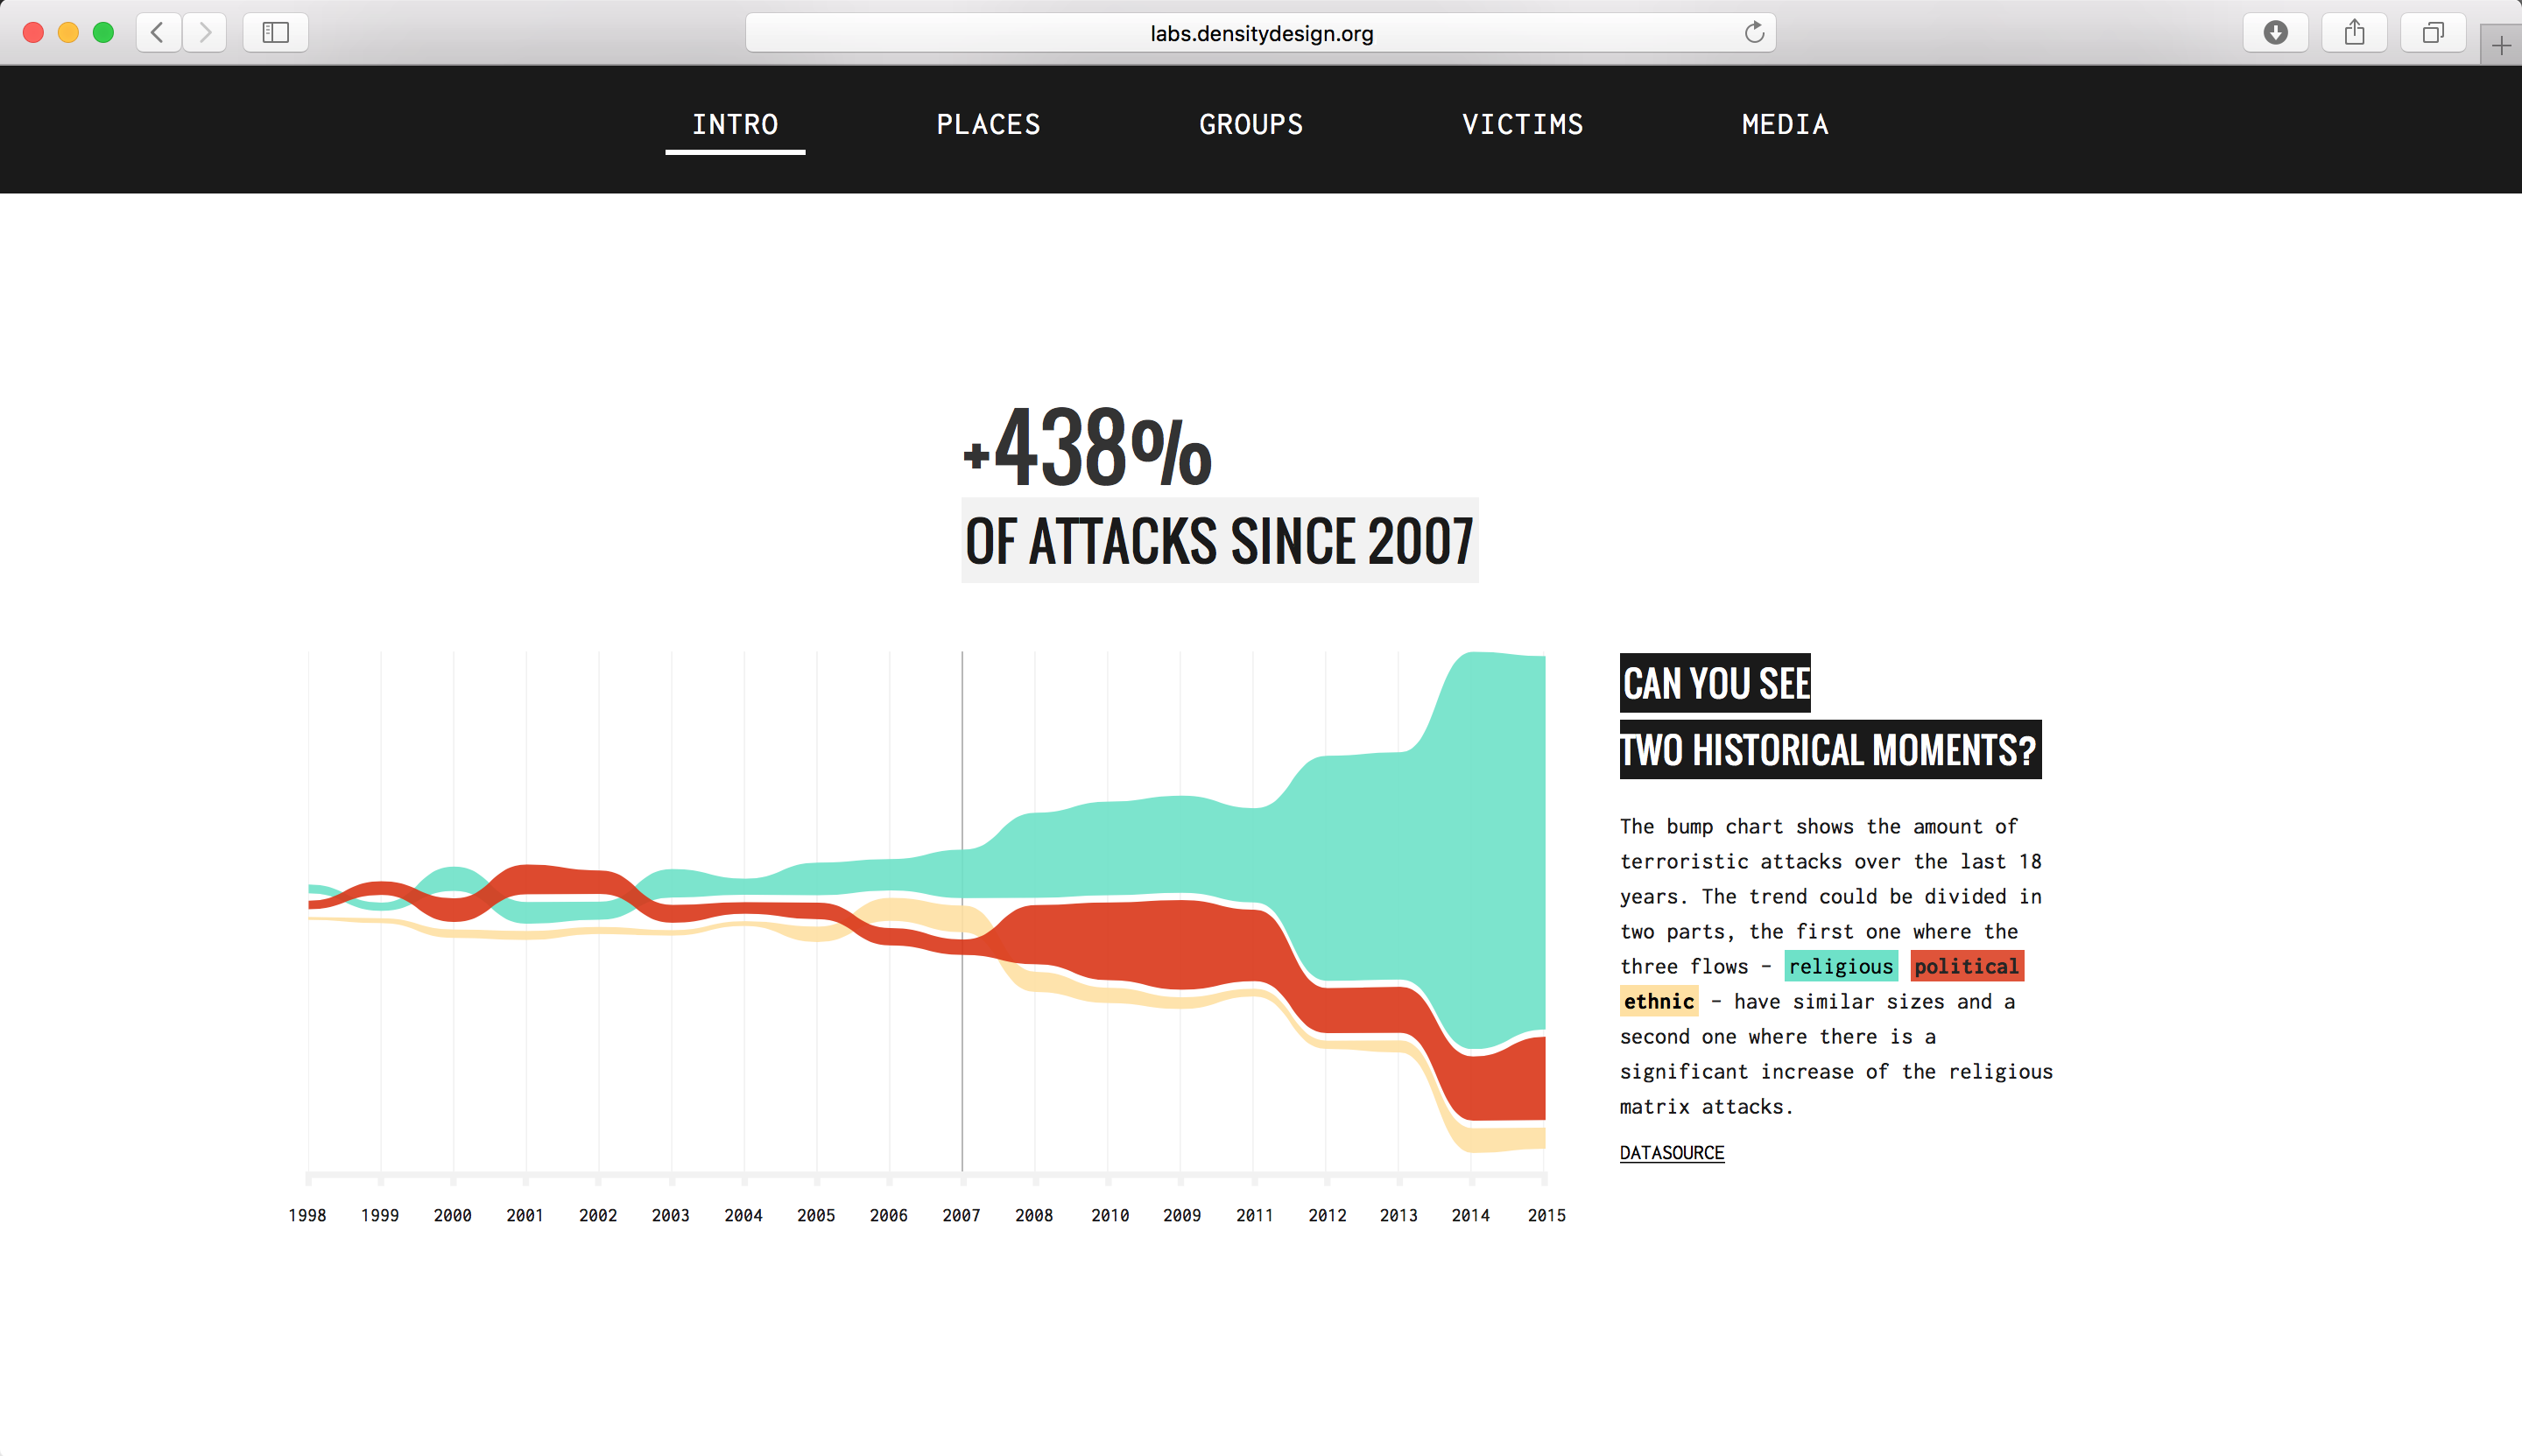 labs.densitydesign.org
INTRO PLACES GROUPS VICTIMS MEDIA
+438%
OF ATTACKS SINCE 2007
CAN YOU SEE
TWO HISTORICAL MOMENTS?
The bump chart shows the amount of
terroristic attacks over the last 18
years. The trend could be divided in
two parts, the first one where the
three flows - religious political
ethnic - have similar sizes and a
second one where there is a
significant increase of the religious
matrix attacks.
DATASOURCE
1998 1999 2000 2001 2002 2003 2004 2005 2006 2007 2008 2010 2009 2011 2012 2013 2014 2015